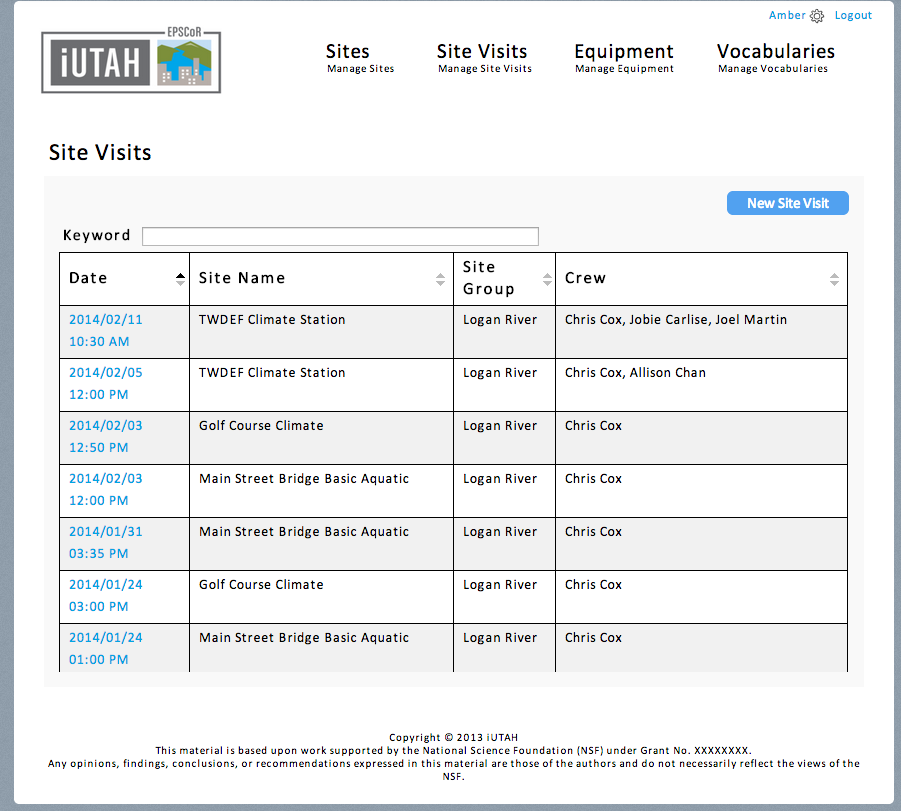 Amber Logout
EPSCoR
iUTAH
Sites Site Visits Equipment Vocabularies
Manage Sites Manage Site Visits Manage Equipment Manage Vocabularies
Site Visits
New Site Visit
Keyword
Date Site Name Site Group Crew
2014/02/11 TWDEF Climate Station Logan River Chris Cox, Jobie Carlise, Joel Martin
10:30 AM
2014/02/05 TWDEF Climate Station Logan River Chris Cox, Allison Chan
12:00 PM
2014/02/03 Golf Course Climate Logan River Chris Cox
12:50 PM
2014/02/03 Main Street Bridge Basic Aquatic Logan River Chris Cox
12:00 PM
2014/01/31 Main Street Bridge Basic Aquatic Logan River Chris Cox
03:35 PM
2014/01/24 Golf Course Climate Logan River Chris Cox
03:00 PM
2014/01/24 Main Street Bridge Basic Aquatic Logan River Chris Cox
01:00 PM
Copyright © 2013 iUTAH
This material is based upon work supported by the National Science Foundation (NSF) under Grant No. XXXXXXXX.
Any opinions, findings, conclusions, or recommendations expressed in this material are those of the authors and do not necessarily reflect the views of the
NSF.